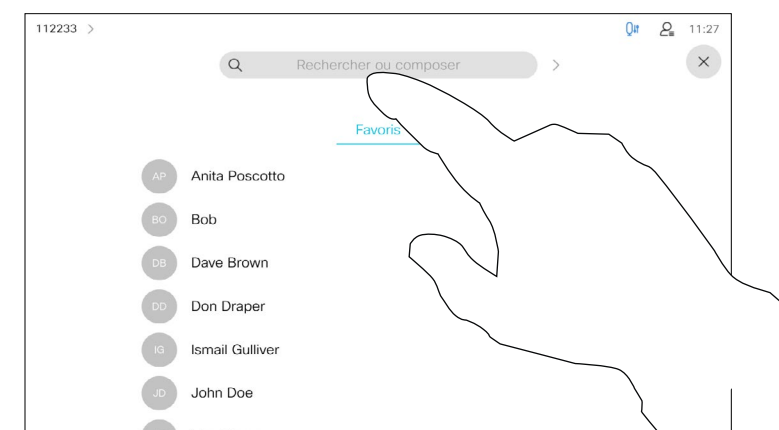 112233 >
11:27
Rechercher ou composer >
Favoris
AP Anita Poscotto
BO Bob
DB Dave Brown
DD Don Draper
IG Ismail Gulliver
JD John Doe